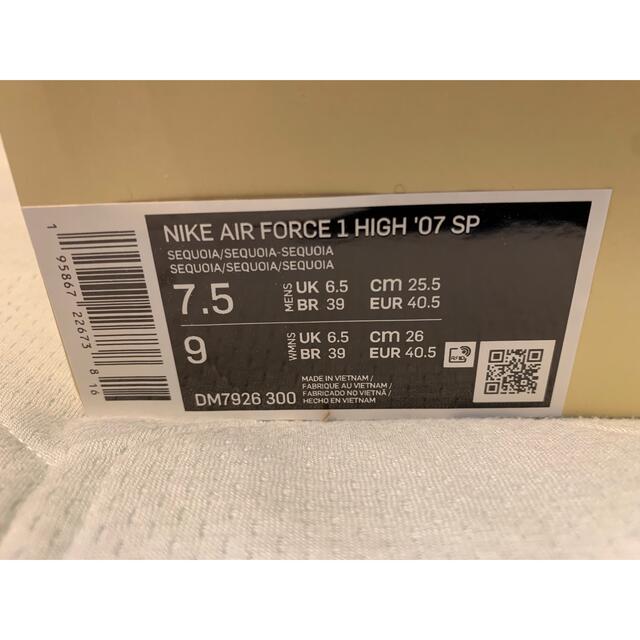 NIKE AIR FORCE 1 HIGH '07 SP
SEQUOIA/SEQUOIA-SEQUOIA
SEQUOIA/SEQUOIA/SEQUOIA
7.5 MENS UK 6.5 cm 25.5
BR 39 EUR 40.5
9 WMNS UK 6.5 cm 26
BR 39 EUR 40.5
RFID
DM7926 300
MADE IN VIETNAM /
FABRIQUE AU VIETNAM /
FABRICADO NO VIETNÃ /
HECHO EN VIETNAM
1 95867 22673 816